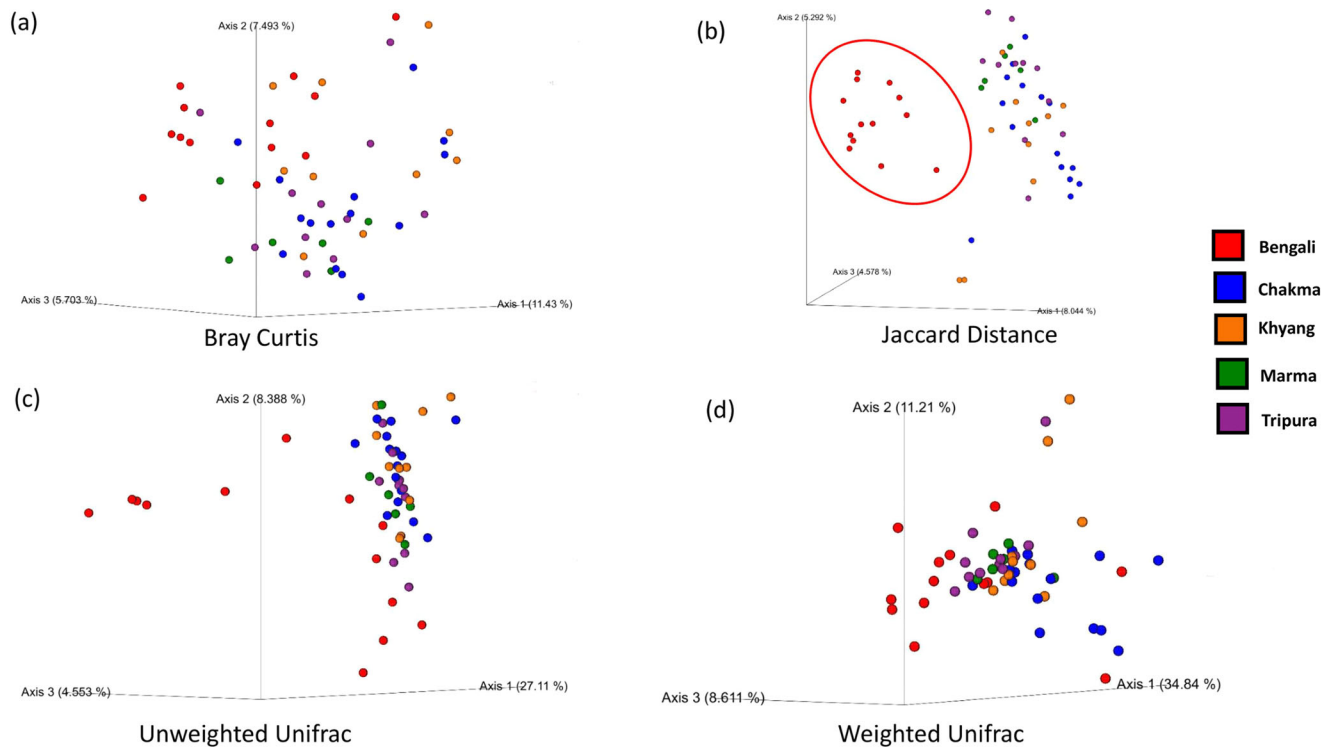 (a)
Axis 2 (7.493 %)
Axis 3 (5.703 %)
Axis 1 (11.43 %)
Bray Curtis
(b)
Axis 2 (5.292 %)
Axis 3 (4.578 %)
Axis 1 (8.044 %)
Jaccard Distance
Bengali
Chakma
Khyang
Marma
Tripura
(c)
Axis 2 (8.388 %)
Axis 3 (4.553 %)
Axis 1 (27.11 %)
Unweighted Unifrac
(d)
Axis 2 (11.21 %)
Axis 3 (8.611 %)
Axis 1 (34.84 %)
Weighted Unifrac